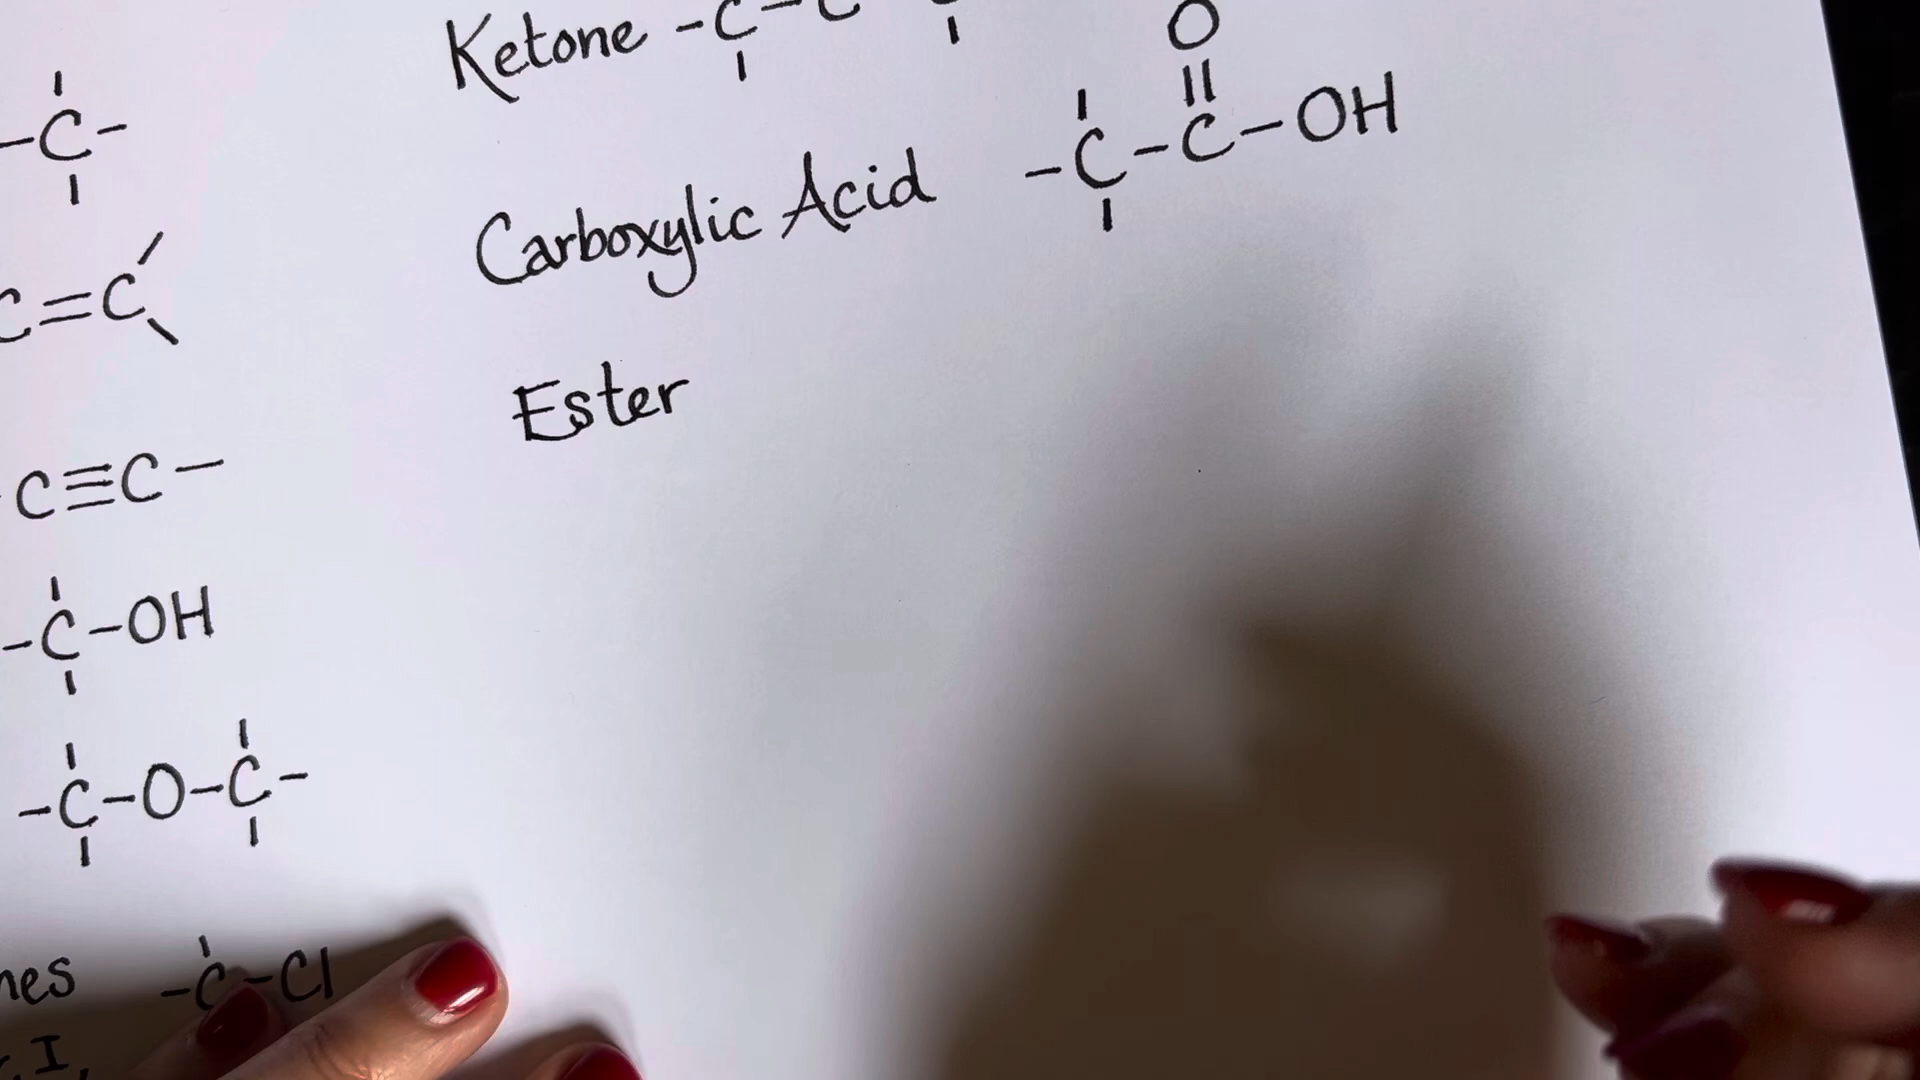 Ketone -C-C
O
||
-C-C-OH
Carboxylic Acid
Ester
-C-
C=C
C≡C-
-C-OH
-C-O-C-
-C-Cl
I,